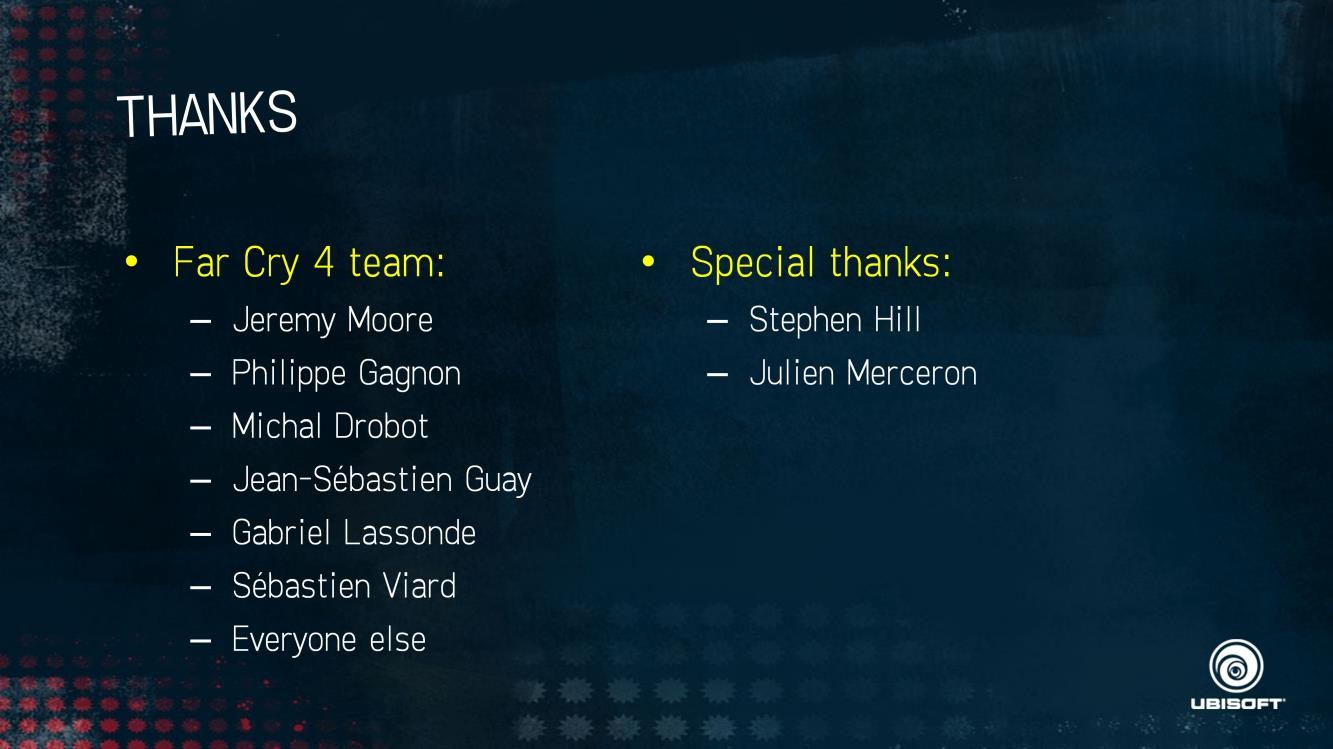 THANKS
• Far Cry 4 team:
– Jeremy Moore
– Philippe Gagnon
– Michal Drobot
– Jean-Sébastien Guay
– Gabriel Lassonde
– Sébastien Viard
– Everyone else
• Special thanks:
– Stephen Hill
– Julien Merceron
UBISOFT